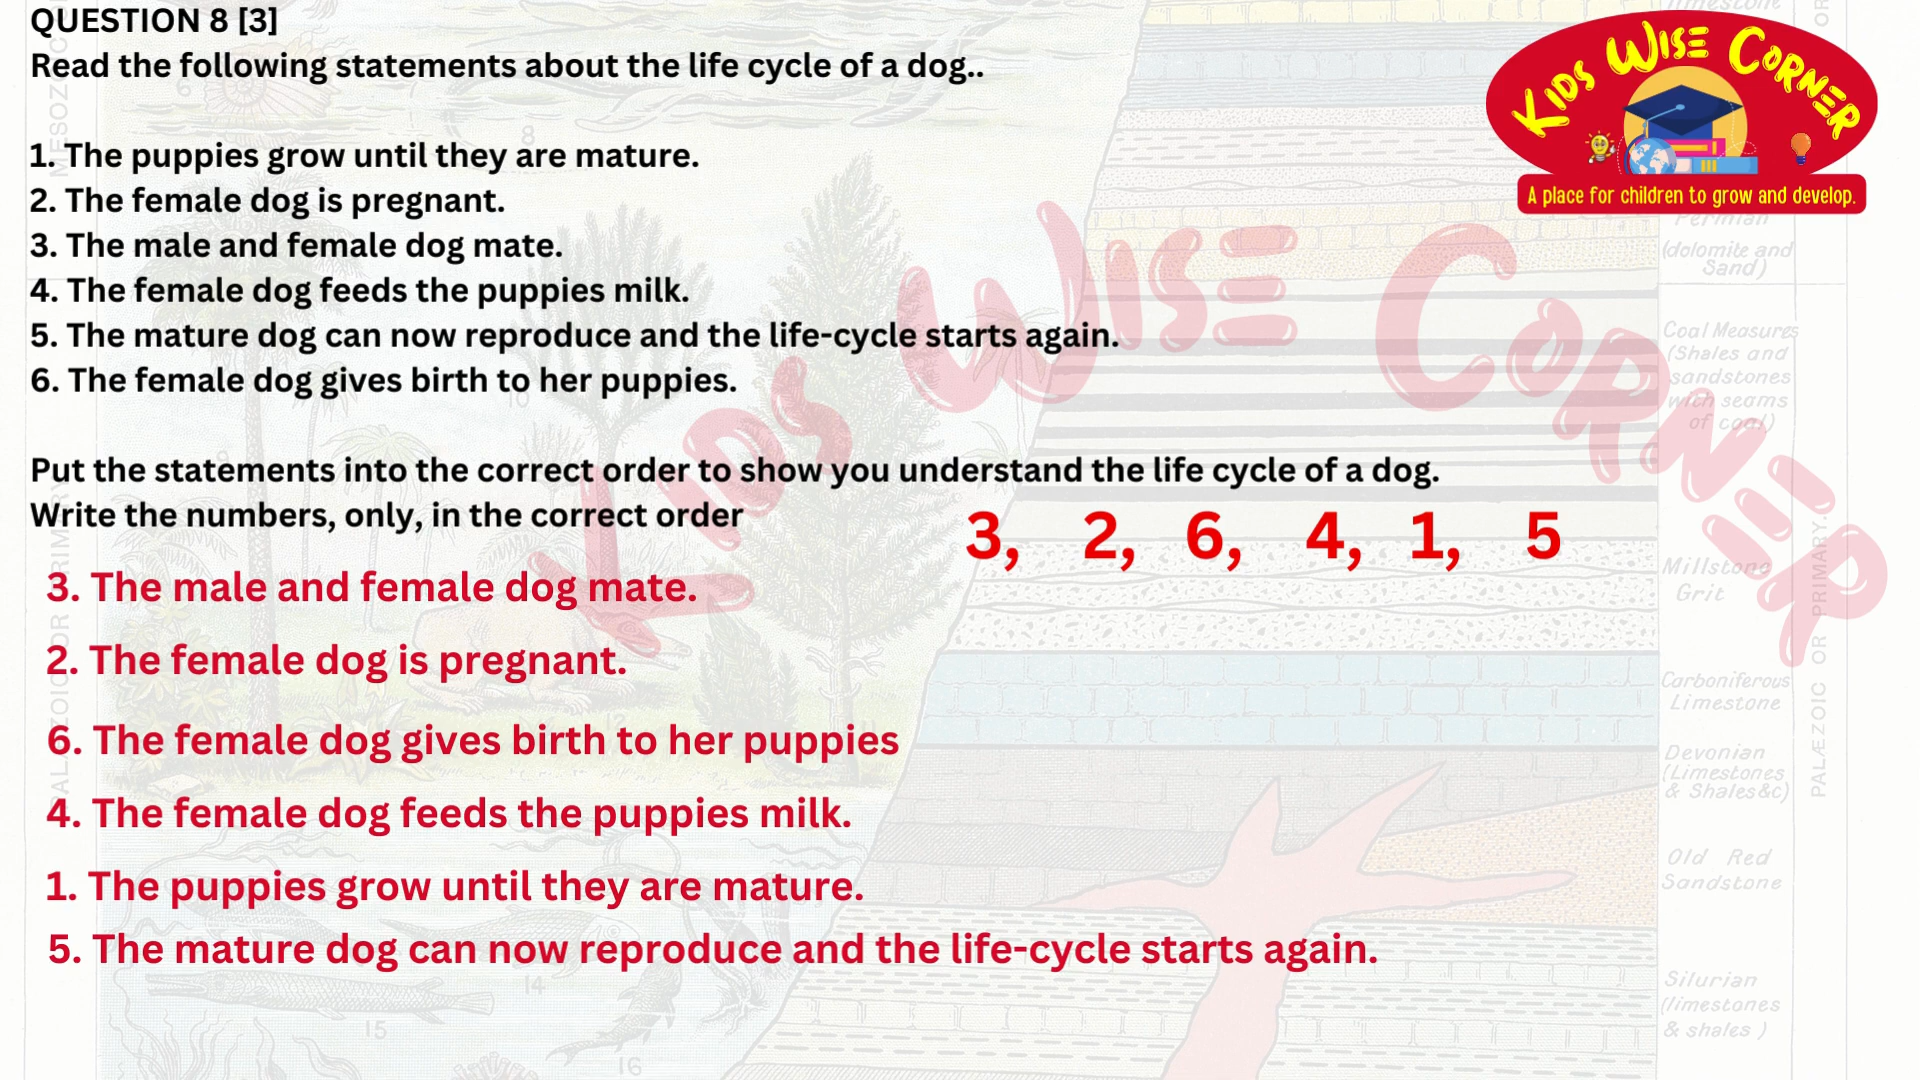 QUESTION 8 [3]
Read the following statements about the life cycle of a dog..
1. The puppies grow until they are mature.
2. The female dog is pregnant.
3. The male and female dog mate.
4. The female dog feeds the puppies milk.
5. The mature dog can now reproduce and the life-cycle starts again.
6. The female dog gives birth to her puppies.
Put the statements into the correct order to show you understand the life cycle of a dog.
Write the numbers, only, in the correct order
3, 2, 6, 4, 1, 5
3. The male and female dog mate.
2. The female dog is pregnant.
6. The female dog gives birth to her puppies
4. The female dog feeds the puppies milk.
1. The puppies grow until they are mature.
5. The mature dog can now reproduce and the life-cycle starts again.
KIDS WISE CORNER
A place for children to grow and develop.
KIDS WISE CORNER
limestone
Permian
(dolomite and
Sand)
Coal Measures
(Shales and
sandstones
with seams
of coal)
Millstone
Grit
Carboniferous
Limestone
Devonian
(Limestones
& Shales &c)
Old Red
Sandstone
Silurian
(limestones
& shales )
PALÆZOIC OR PRIMARY.
8
14
15
16